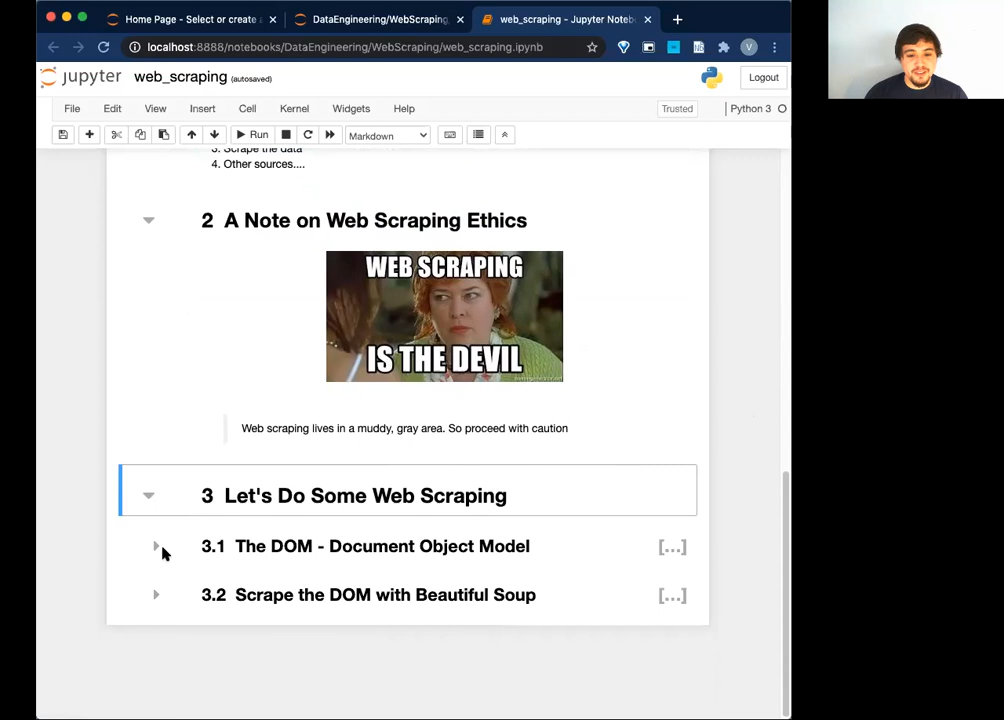 Home Page - Select or create
DataEngineering/WebScraping
web_scraping - Jupyter Noteb
localhost:8888/notebooks/DataEngineering/WebScraping/web_scraping.ipynb
V
jupyter web_scraping (autosaved)
Logout
File Edit View Insert Cell Kernel Widgets Help
Trusted
Python 3
Run
Markdown
3. Scrape the data
4. Other sources....
2 A Note on Web Scraping Ethics
WEB SCRAPING
IS THE DEVIL
Web scraping lives in a muddy, gray area. So proceed with caution
3 Let's Do Some Web Scraping
3.1 The DOM - Document Object Model [...]
3.2 Scrape the DOM with Beautiful Soup [...]